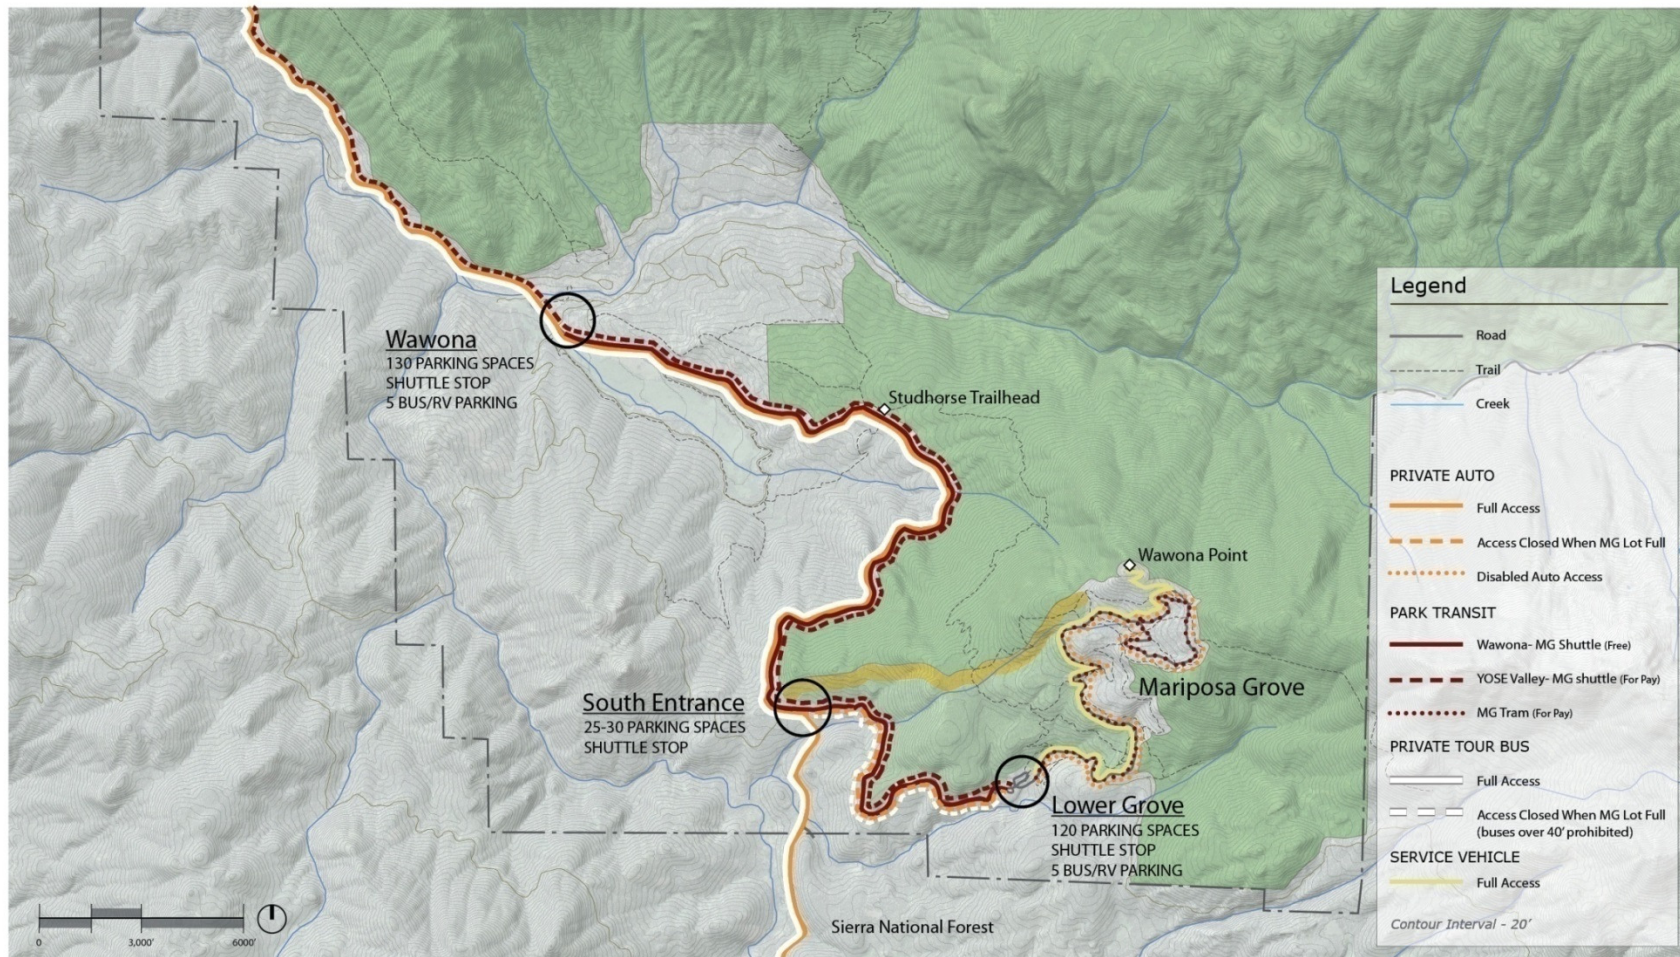 Wawona
130 PARKING SPACES
SHUTTLE STOP
5 BUS/RV PARKING
Studhorse Trailhead
Wawona Point
Mariposa Grove
South Entrance
25-30 PARKING SPACES
SHUTTLE STOP
Lower Grove
120 PARKING SPACES
SHUTTLE STOP
5 BUS/RV PARKING
Sierra National Forest
0 3,000' 6000'
Legend
Road
Trail
Creek
PRIVATE AUTO
Full Access
Access Closed When MG Lot Full
Disabled Auto Access
PARK TRANSIT
Wawona- MG Shuttle (Free)
YOSE Valley- MG shuttle (For Pay)
MG Tram (For Pay)
PRIVATE TOUR BUS
Full Access
Access Closed When MG Lot Full
(buses over 40' prohibited)
SERVICE VEHICLE
Full Access
Contour Interval - 20'